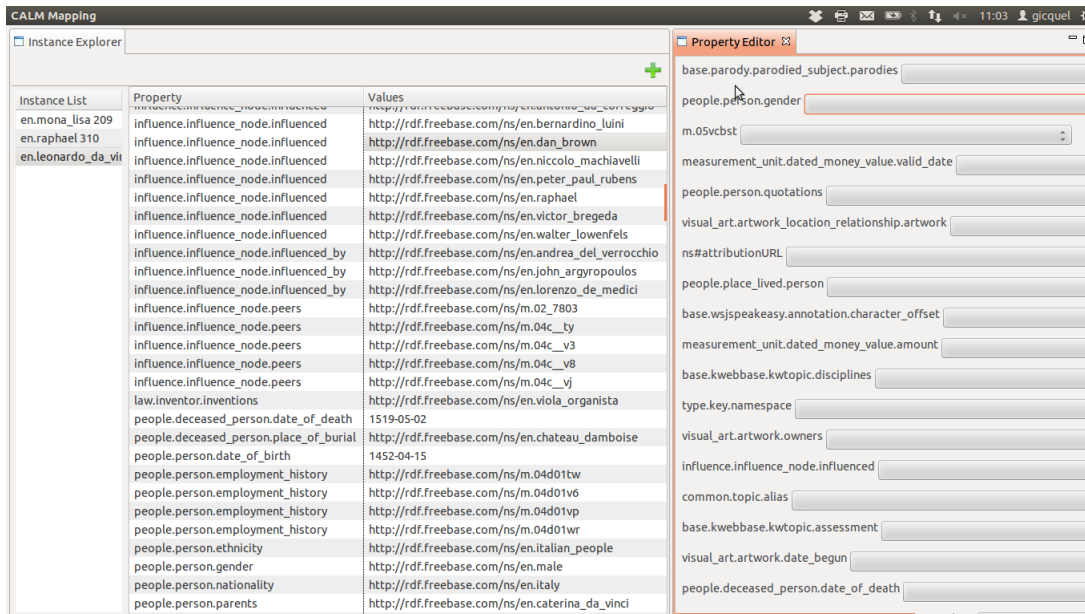 CALM Mapping
11:03 gicquel
Instance Explorer
Instance List
en.mona_lisa 209
en.raphael 310
en.leonardo_da_vin
Property Values
influence.influence_node.influenced http://rdf.freebase.com/ns/en.antonio_da_correggio
influence.influence_node.influenced http://rdf.freebase.com/ns/en.bernardino_luini
influence.influence_node.influenced http://rdf.freebase.com/ns/en.dan_brown
influence.influence_node.influenced http://rdf.freebase.com/ns/en.niccolo_machiavelli
influence.influence_node.influenced http://rdf.freebase.com/ns/en.peter_paul_rubens
influence.influence_node.influenced http://rdf.freebase.com/ns/en.raphael
influence.influence_node.influenced http://rdf.freebase.com/ns/en.victor_bregeda
influence.influence_node.influenced http://rdf.freebase.com/ns/en.walter_lowenfels
influence.influence_node.influenced_by http://rdf.freebase.com/ns/en.andrea_del_verrocchio
influence.influence_node.influenced_by http://rdf.freebase.com/ns/en.john_argyropoulos
influence.influence_node.influenced_by http://rdf.freebase.com/ns/en.lorenzo_de_medici
influence.influence_node.peers http://rdf.freebase.com/ns/m.02_7803
influence.influence_node.peers http://rdf.freebase.com/ns/m.04c__ty
influence.influence_node.peers http://rdf.freebase.com/ns/m.04c__v3
influence.influence_node.peers http://rdf.freebase.com/ns/m.04c__v8
influence.influence_node.peers http://rdf.freebase.com/ns/m.04c__vj
law.inventor.inventions http://rdf.freebase.com/ns/en.viola_organista
people.deceased_person.date_of_death 1519-05-02
people.deceased_person.place_of_burial http://rdf.freebase.com/ns/en.chateau_damboise
people.person.date_of_birth 1452-04-15
people.person.employment_history http://rdf.freebase.com/ns/m.04d01tw
people.person.employment_history http://rdf.freebase.com/ns/m.04d01v6
people.person.employment_history http://rdf.freebase.com/ns/m.04d01vp
people.person.employment_history http://rdf.freebase.com/ns/m.04d01wr
people.person.ethnicity http://rdf.freebase.com/ns/en.italian_people
people.person.gender http://rdf.freebase.com/ns/en.male
people.person.nationality http://rdf.freebase.com/ns/en.italy
people.person.parents http://rdf.freebase.com/ns/en.caterina_da_vinci
Property Editor
base.parody.parodied_subject.parodies
people.person.gender
m.05vcbst
measurement_unit.dated_money_value.valid_date
people.person.quotations
visual_art.artwork_location_relationship.artwork
ns#attributionURL
people.place_lived.person
base.wsjspeakeasy.annotation.character_offset
measurement_unit.dated_money_value.amount
base.kwebbase.kwtopic.disciplines
type.key.namespace
visual_art.artwork.owners
influence.influence_node.influenced
common.topic.alias
base.kwebbase.kwtopic.assessment
visual_art.artwork.date_begun
people.deceased_person.date_of_death